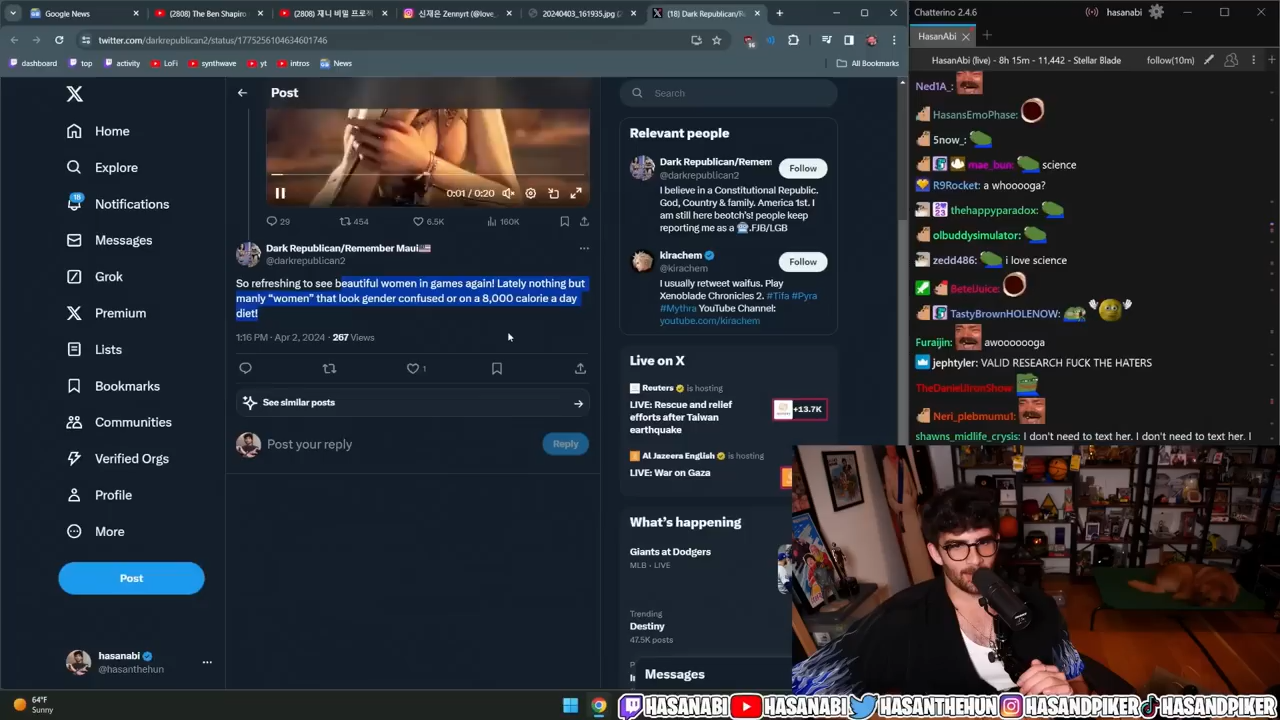 Google News
(2808) The Ben Shapiro
(2808) 재니 비밀 프로젝
신재은 Zennyrt (@love_
20240403_161935.jpg
(18) Dark Republican/R
twitter.com/darkrepublican2/status/1775256104634601746
dashboard
top
activity
LoFi
synthwave
yt
intros
News
All Bookmarks
Home
Explore
18
Notifications
Messages
Grok
Premium
Lists
Bookmarks
Communities
Verified Orgs
Profile
More
Post
hasanabi
@hasanthehun
Post
0:01 / 0:20
29
454
6.5K
160K
Dark Republican/Remember Maui
@darkrepublican2
So refreshing to see beautiful women in games again! Lately nothing but
manly “women” that look gender confused or on a 8,000 calorie a day
diet!
1:16 PM · Apr 2, 2024 · 267 Views
1
See similar posts
Post your reply
Reply
Search
Relevant people
Dark Republican/Remem
@darkrepublican2
Follow
I believe in a Constitutional Republic.
God, Country & family. America 1st. I
am still here beotch's! people keep
reporting me as a .FJB/LGB
kirachem
@kirachem
Follow
I usually retweet waifus. Play
Xenoblade Chronicles 2. #Tifa #Pyra
#Mythra YouTube Channel:
youtube.com/kirachem
Live on X
Reuters is hosting
LIVE: Rescue and relief
efforts after Taiwan
earthquake
+13.7K
Al Jazeera English is hosting
LIVE: War on Gaza
What’s happening
Giants at Dodgers
MLB · LIVE
Trending
Destiny
47.5K posts
Messages
Chatterino 2.4.6
hasanabi
HasanAbi
HasanAbi (live) - 8h 15m - 11,442 - Stellar Blade
follow(10m)
Ned1A_:
HasansEmoPhase:
5now_:
mae_bun: science
R9Rocket: a whooooga?
thehappyparadox:
olbuddysimulator:
zedd486: i love science
BetelJuice:
TastyBrownHOLENOW:
Furaijin: awoooooga
jephtyler: VALID RESEARCH FUCK THE HATERS
TheDanielJIrunShow:
Neri_plebmumu1:
shawns_midlife_crysis: I don't need to text her. I don't need to text her. I
64°F
Sunny
HASANABI
HASANABI
HASANTHEHUN
HASANDPIKER
HASANDPIKER